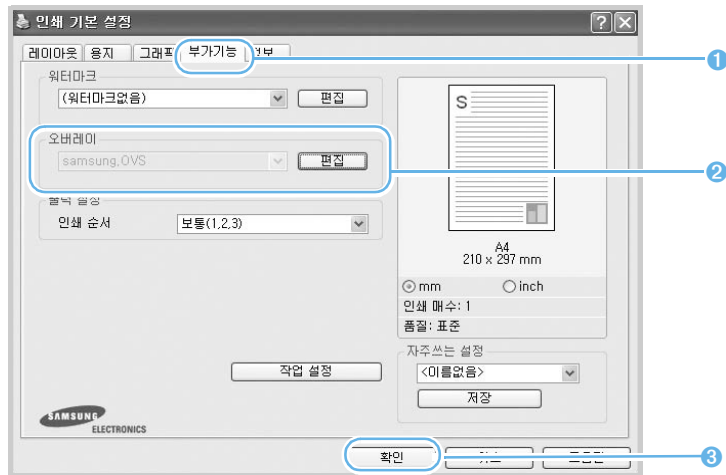 인쇄 기본 설정
레이아웃 용지 부가기능
1
워터마크
(워터마크없음) 편집
오버레이
samsung.OVS 편집
2
출력 설정
인쇄 순서 보통(1,2,3)
S
A4
210 x 297 mm
mm inch
인쇄 매수: 1
품질: 표준
자주쓰는 설정
<이름없음>
저장
작업 설정
SAMSUNG
ELECTRONICS
확인
3